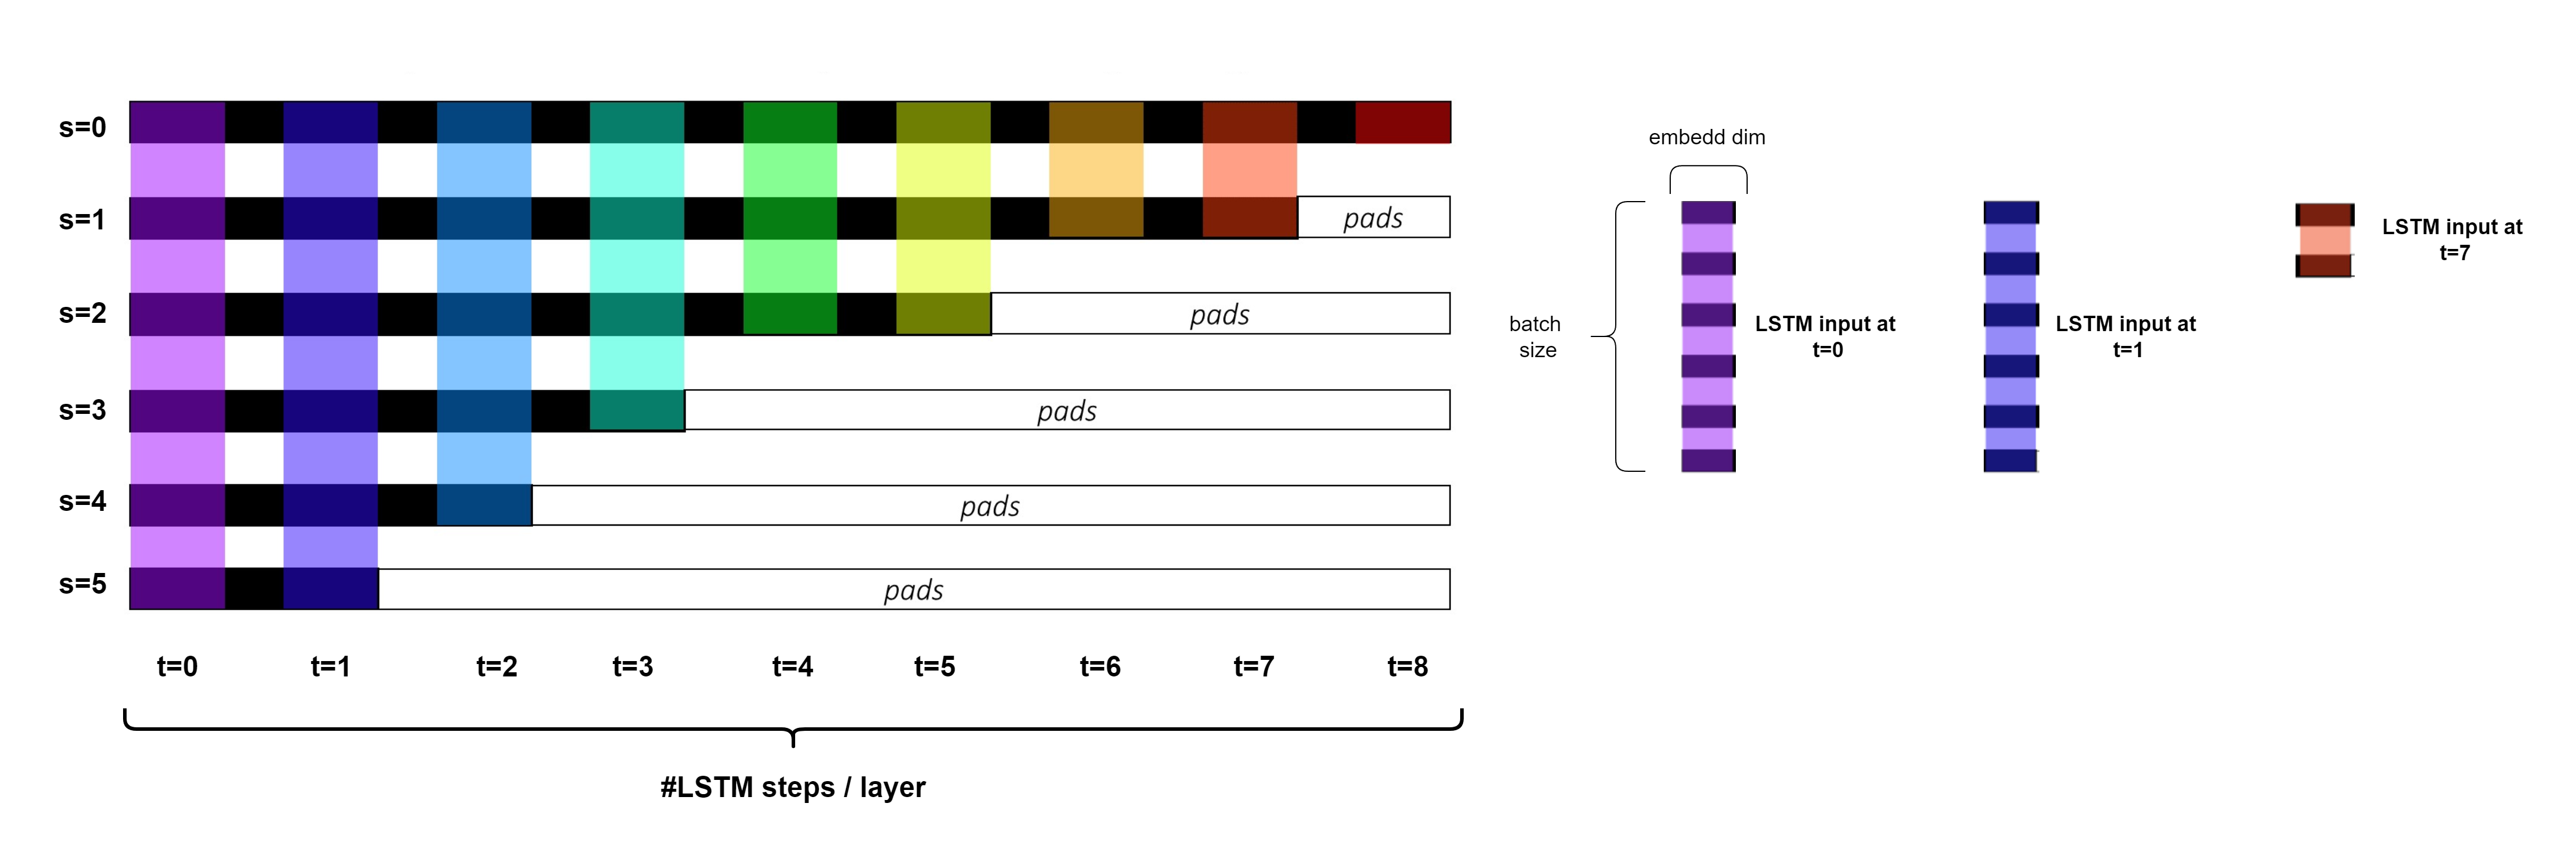 s=0
s=1
pads
s=2
pads
s=3
pads
s=4
pads
s=5
pads
t=0 t=1 t=2 t=3 t=4 t=5 t=6 t=7 t=8
#LSTM steps / layer
embedd dim
batch
size
LSTM input at
t=0
LSTM input at
t=1
LSTM input at
t=7